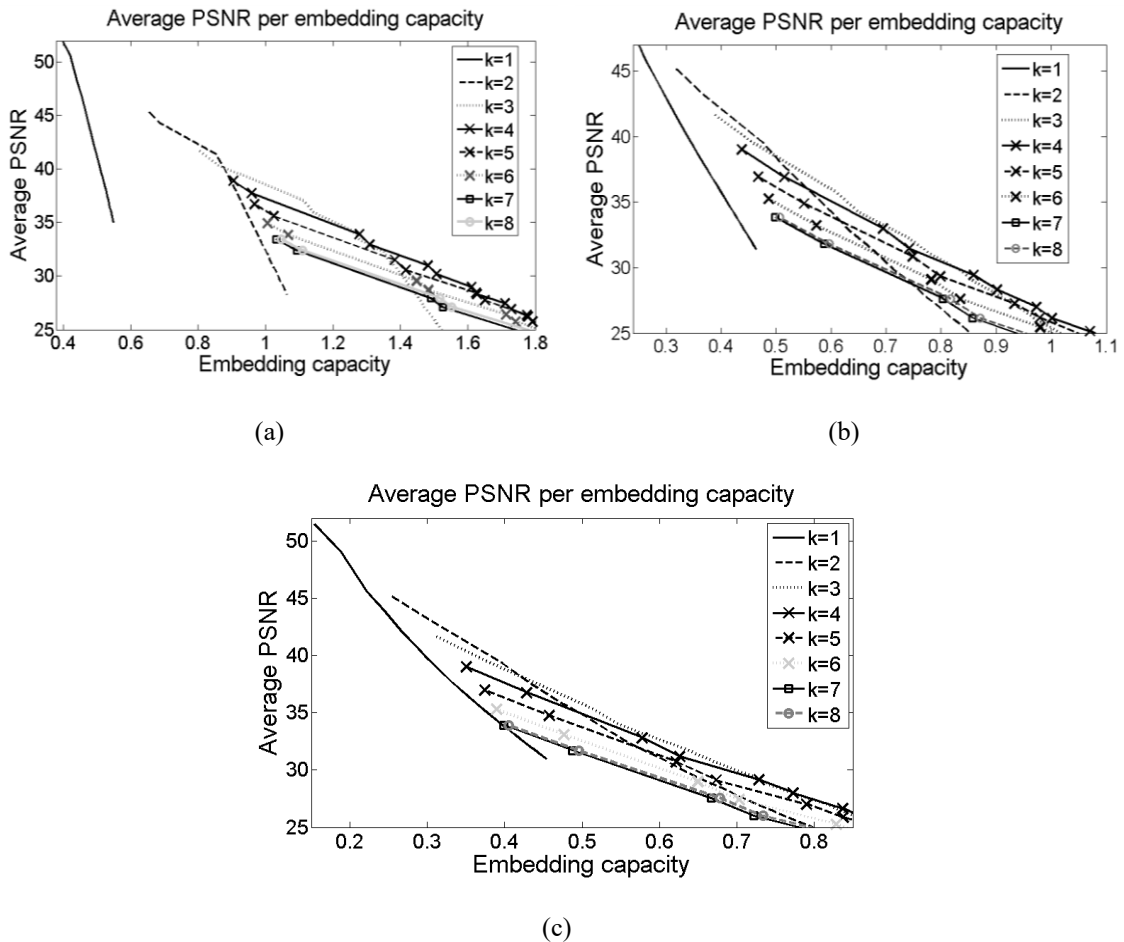 Average PSNR per embedding capacity
50
45
40
35
30
25
0.4
0.6
0.8
1
1.2
1.4
1.6
1.8
Average PSNR
Embedding capacity
k=1
k=2
k=3
k=4
k=5
k=6
k=7
k=8
(a)
Average PSNR per embedding capacity
45
40
35
30
25
0.3
0.4
0.5
0.6
0.7
0.8
0.9
1
1.1
Average PSNR
Embedding capacity
k=1
k=2
k=3
k=4
k=5
k=6
k=7
k=8
(b)
Average PSNR per embedding capacity
50
45
40
35
30
25
0.2
0.3
0.4
0.5
0.6
0.7
0.8
Average PSNR
Embedding capacity
k=1
k=2
k=3
k=4
k=5
k=6
k=7
k=8
(c)